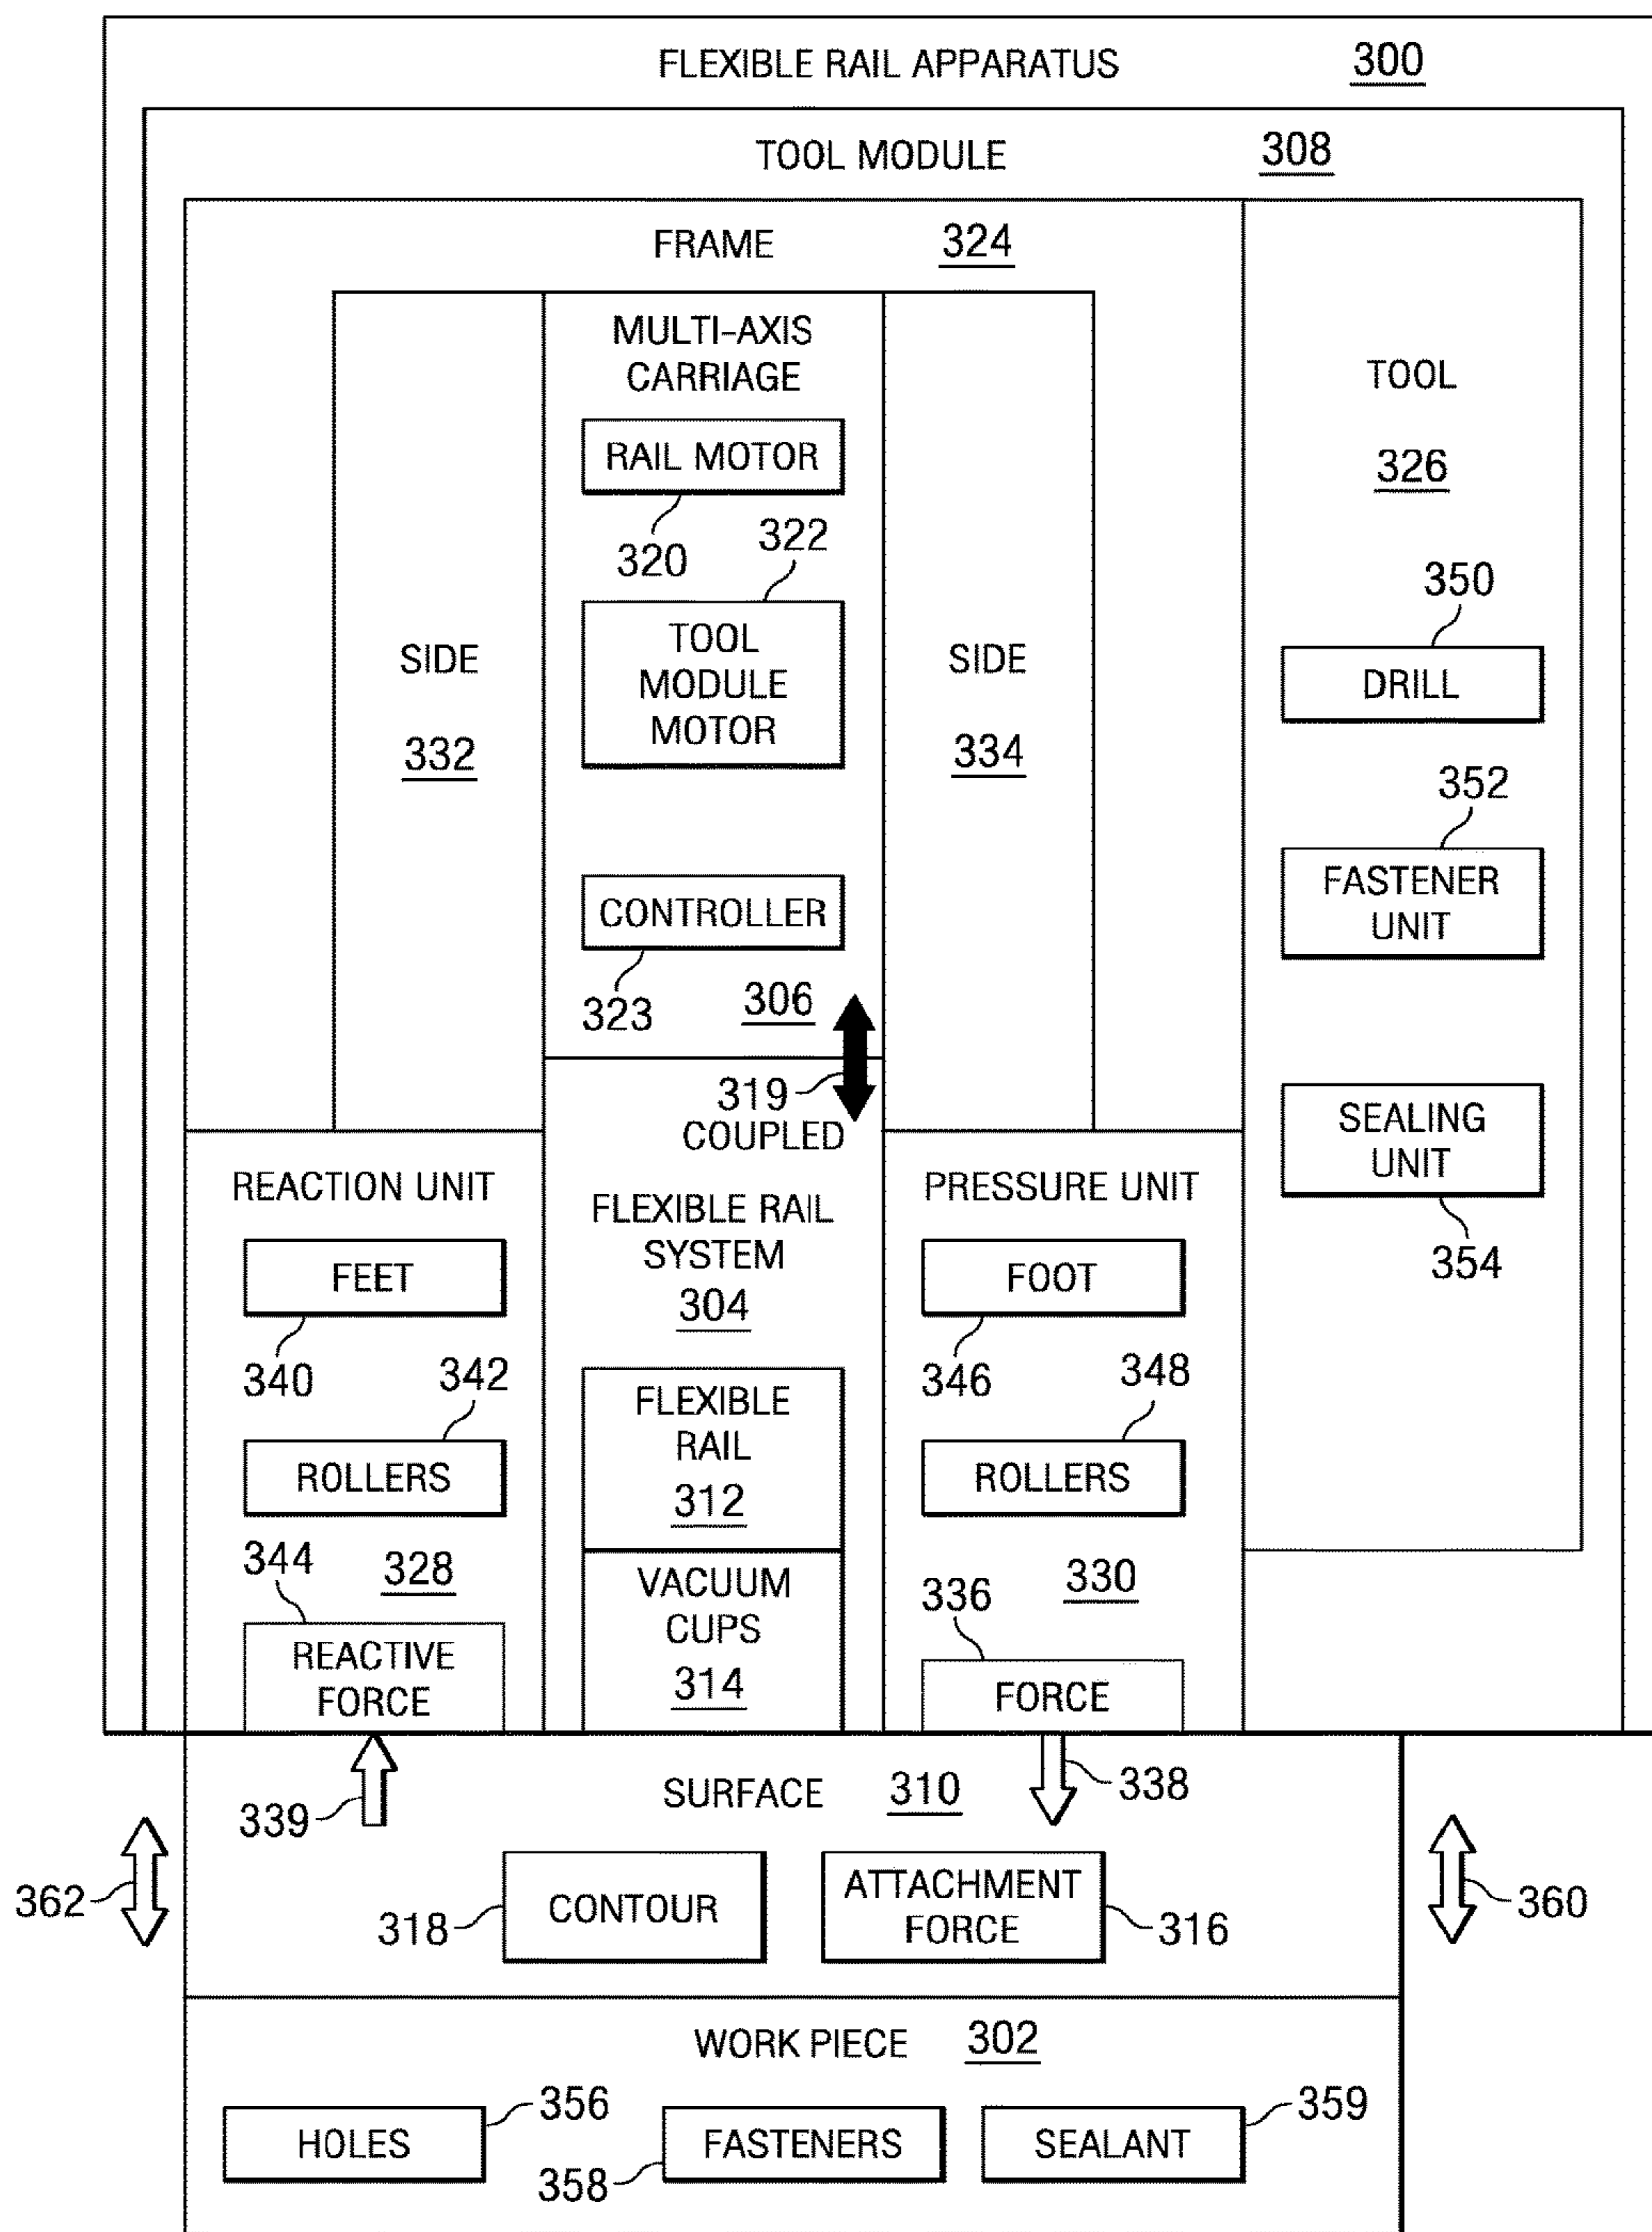 FLEXIBLE RAIL APPARATUS 300
TOOL MODULE 308
FRAME 324
MULTI-AXIS
CARRIAGE
RAIL MOTOR
320
322
TOOL
MODULE
MOTOR
CONTROLLER
323
306
SIDE
332
SIDE
334
TOOL
326
350
DRILL
352
FASTENER
UNIT
SEALING
UNIT
354
319
COUPLED
REACTION UNIT
FEET
340
342
ROLLERS
344
328
REACTIVE
FORCE
FLEXIBLE RAIL
SYSTEM
304
FLEXIBLE
RAIL
312
VACUUM
CUPS
314
PRESSURE UNIT
FOOT
346
348
ROLLERS
330
336
FORCE
339
SURFACE 310
338
362
318
CONTOUR
ATTACHMENT
FORCE
316
360
WORK PIECE 302
356
HOLES
FASTENERS
358
359
SEALANT